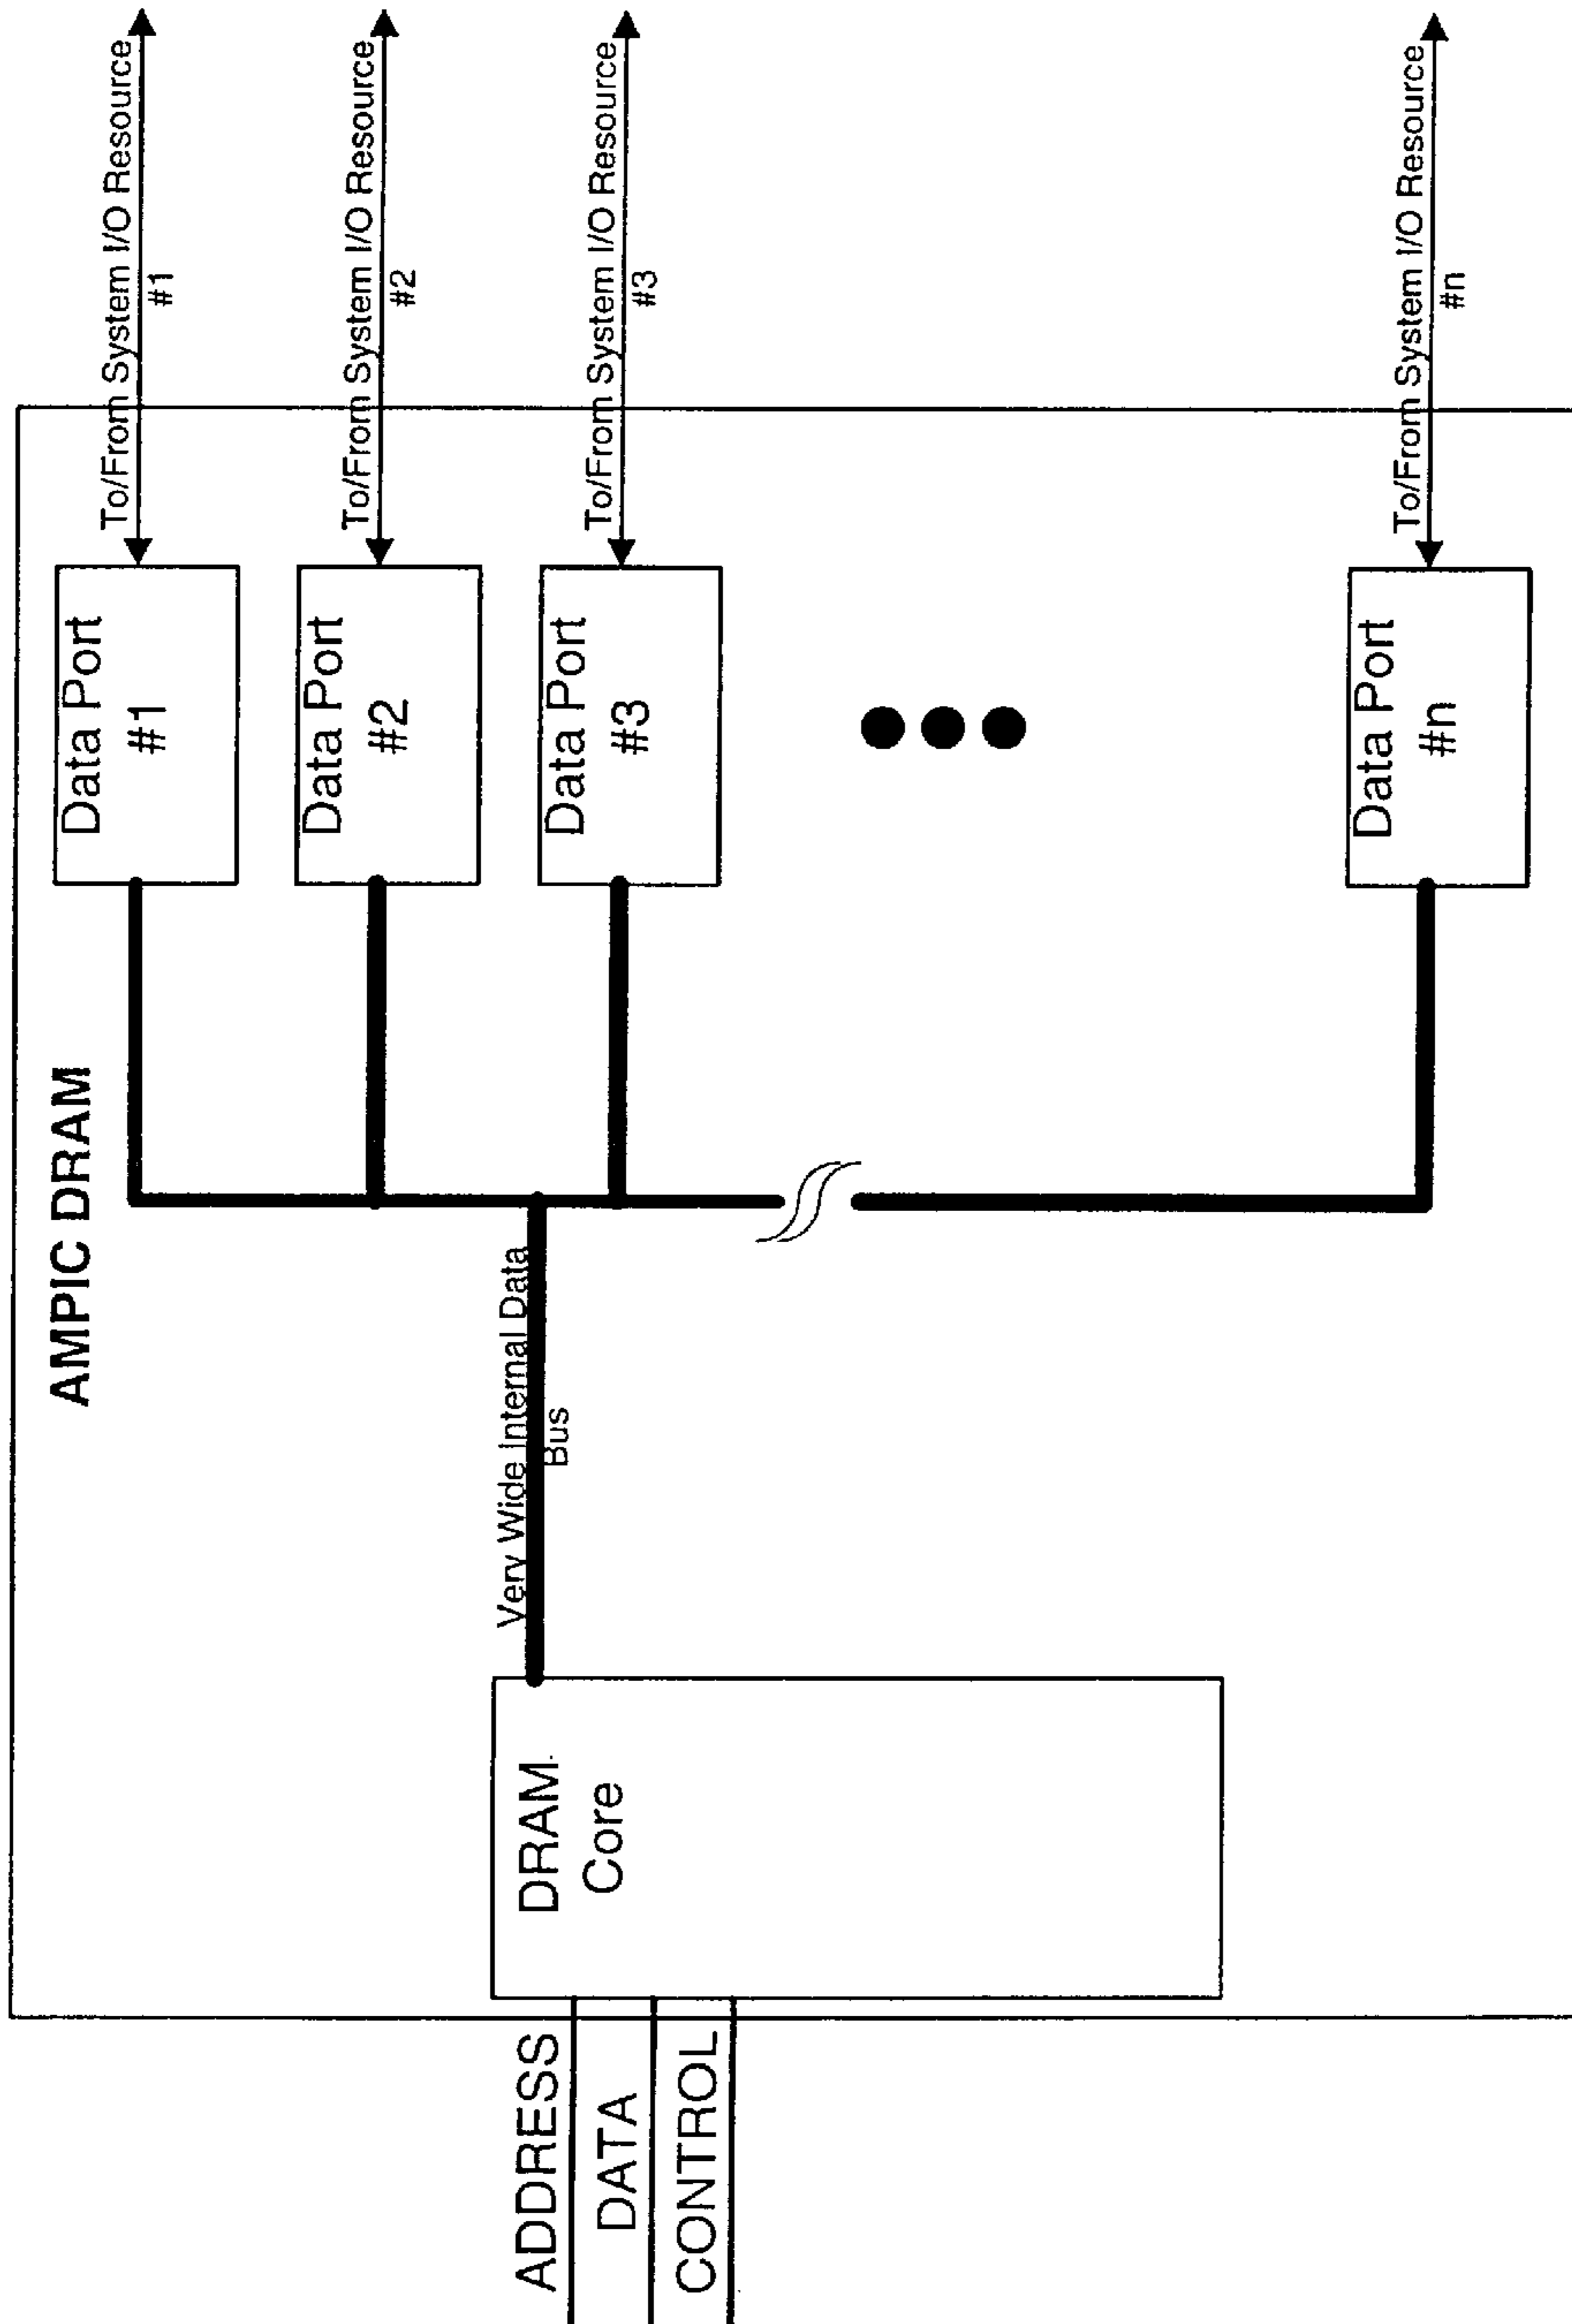 AMPIC DRAM
ADDRESS
DATA
CONTROL
DRAM
Core
Very Wide Internal Data
Bus
Data Port
#1
To/From System I/O Resource
#1
Data Port
#2
To/From System I/O Resource
#2
Data Port
#3
To/From System I/O Resource
#3
Data Port
#n
To/From System I/O Resource
#n